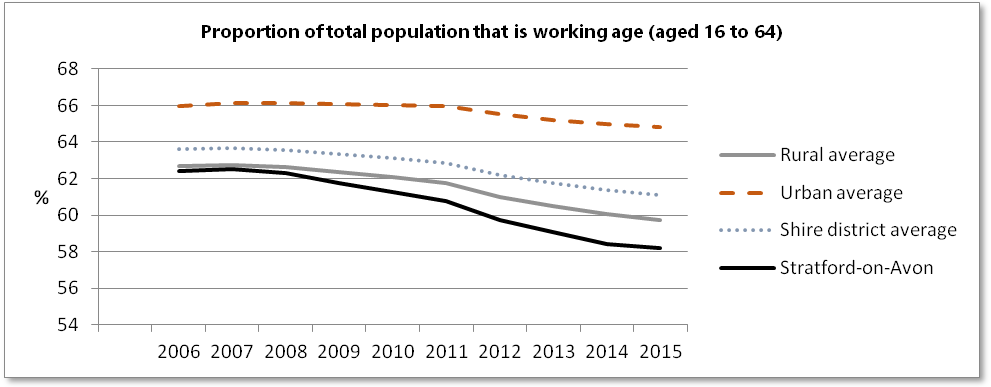 Proportion of total population that is working age (aged 16 to 64)
68
66
64
62
60
58
56
54
%
2006 2007 2008 2009 2010 2011 2012 2013 2014 2015
Rural average
Urban average
Shire district average
Stratford-on-Avon